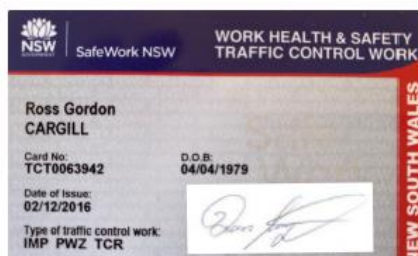 NSW
GOVERNMENT
SafeWork NSW
WORK HEALTH & SAFETY
TRAFFIC CONTROL WORK
Ross Gordon
CARGILL
Card No:
TCT0063942
D.O.B:
04/04/1979
Date of Issue:
02/12/2016
Type of traffic control work:
IMP PWZ TCR
NEW SOUTH WALES